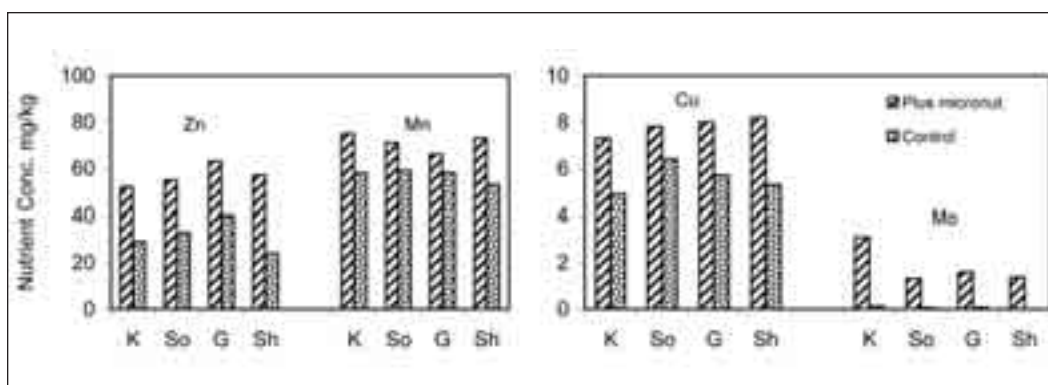 Nutrient Conc. mg/kg
100
80
60
40
20
0
Zn
Mn
K So G Sh K So G Sh
10
8
6
4
2
0
Cu
Mo
Plus micronut.
Control
K So G Sh K So G Sh